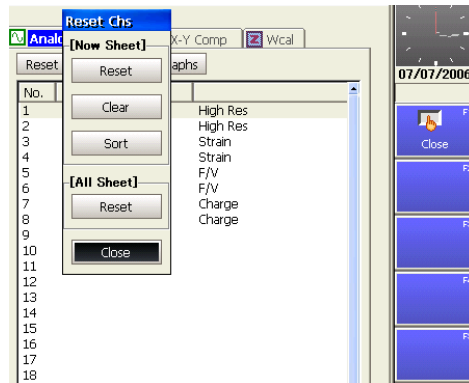 Reset Chs
[Now Sheet]
Reset
Clear
Sort
[All Sheet]
Reset
Close
X-Y Comp
Wcal
Reset
No.
1 High Res
2 High Res
3 Strain
4 Strain
5 F/V
6 F/V
7 Charge
8 Charge
9
10
11
12
13
14
15
16
17
18
07/07/2006
Close